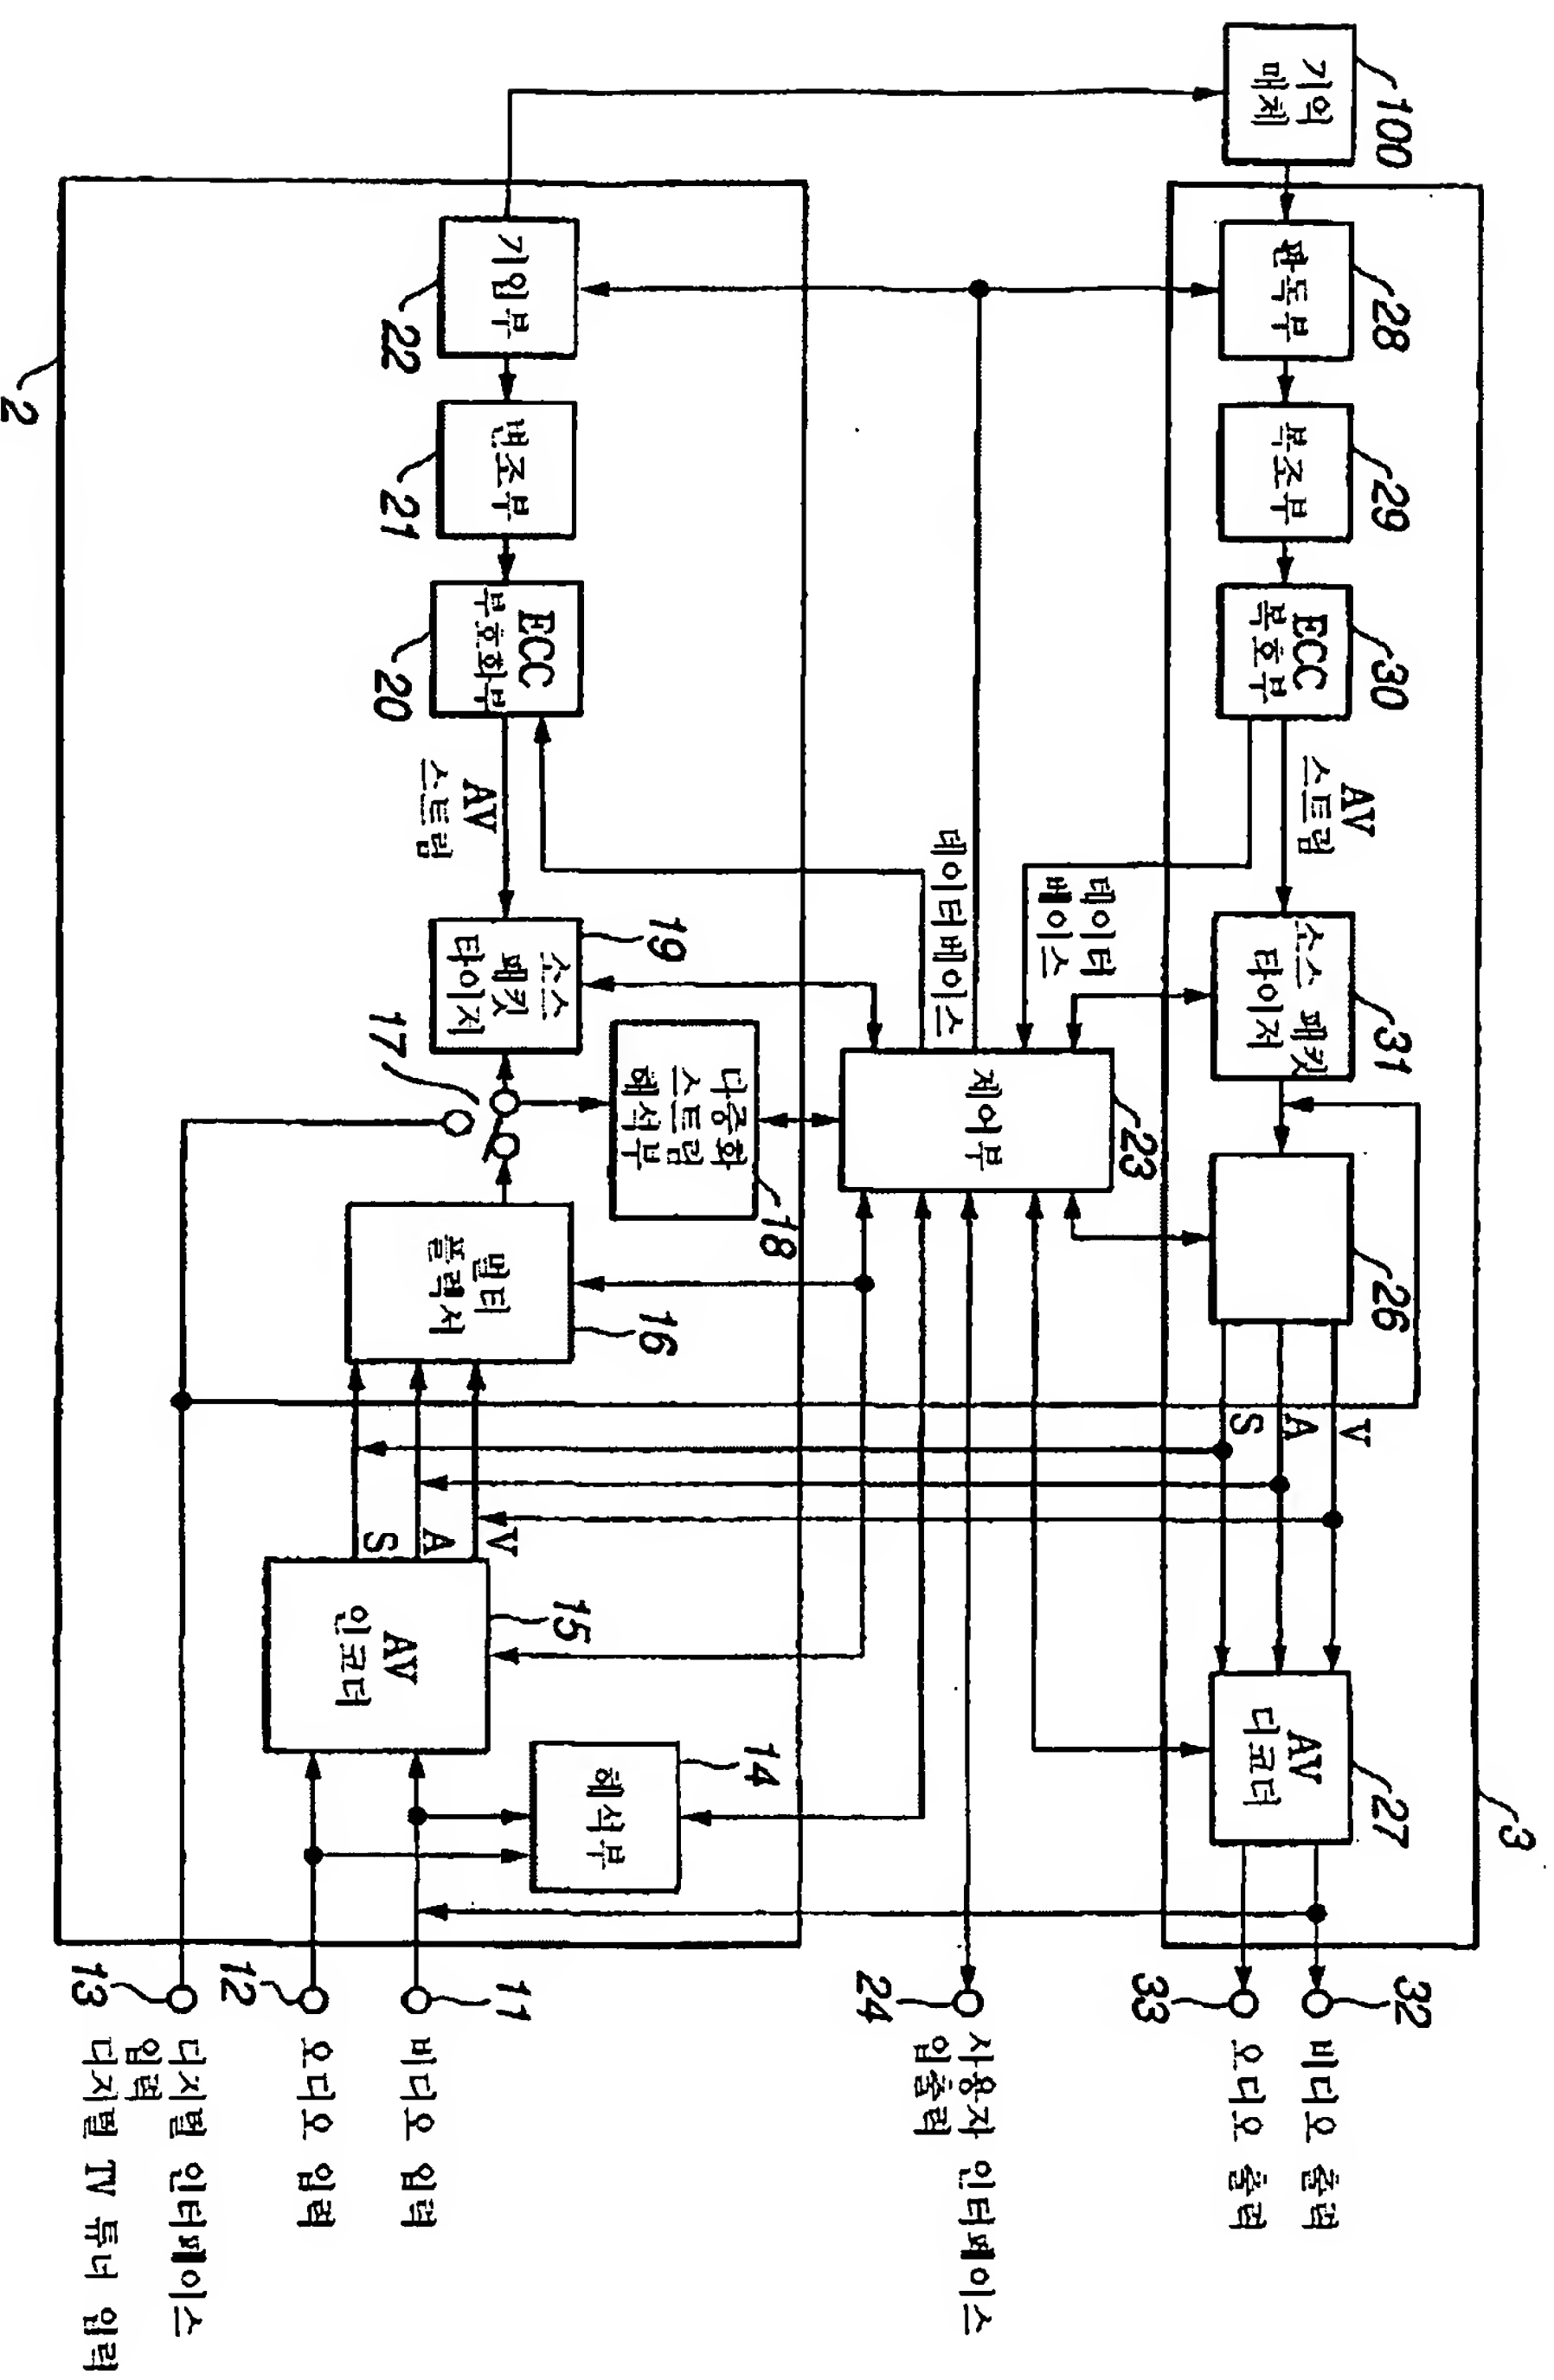 100
기억
매체
3
28
판독부
29
복조부
30
ECC
복호부
AV
스트림
31
소스 패킷
타이저
26
V
A
S
27
AV
디코더
32
비디오 출력
33
오디오 출력
데이터
베이스
데이터베이스
23
제어부
24
사용자 인터페이스
입출력
2
22
기입부
21
변조부
20
ECC
부호화부
AV
스트림
19
소스
패킷
타이저
17
18
다중화
스트림
해석부
16
멀티
플렉서
V
A
S
15
AV
인코더
14
해석부
11
비디오 입력
12
오디오 입력
13
디지털 인터페이스
입력
디지털 TV 튜너 입력